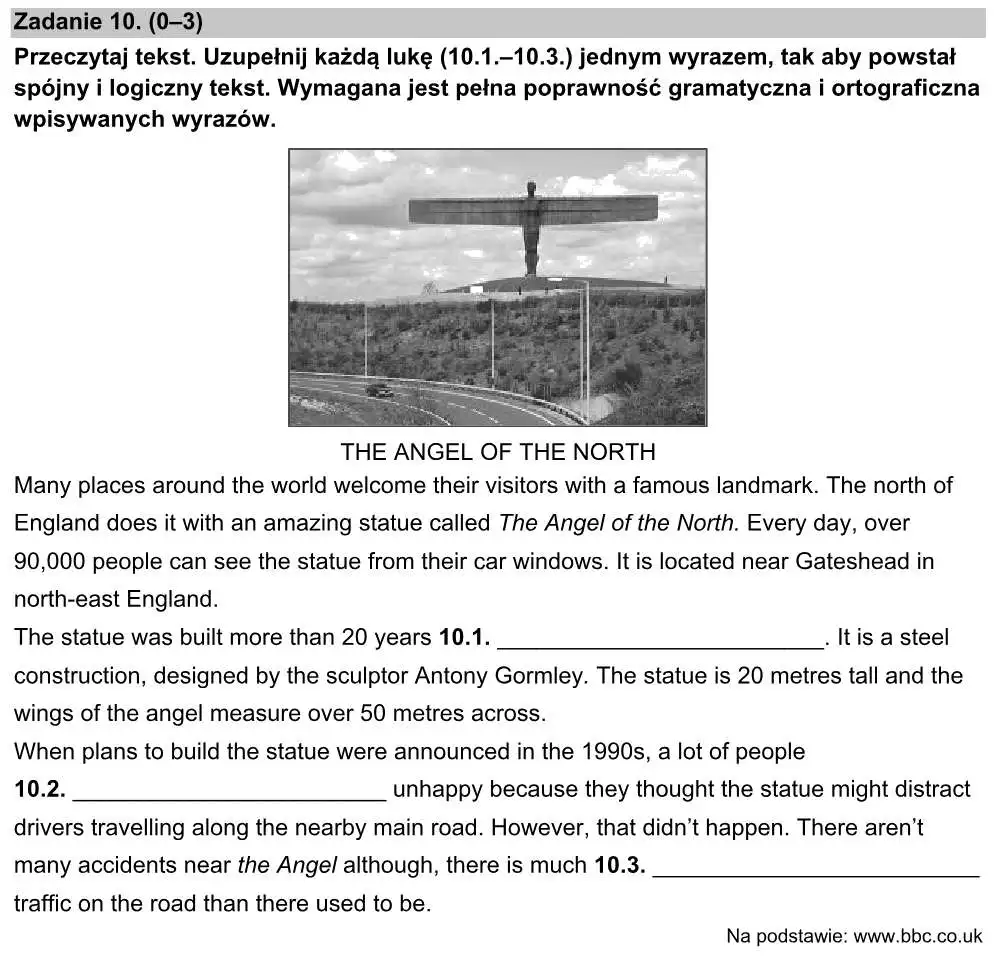 Zadanie 10. (0–3)
Przeczytaj tekst. Uzupełnij każdą lukę (10.1.–10.3.) jednym wyrazem, tak aby powstał
spójny i logiczny tekst. Wymagana jest pełna poprawność gramatyczna i ortograficzna
wpisywanych wyrazów.
THE ANGEL OF THE NORTH
Many places around the world welcome their visitors with a famous landmark. The north of
England does it with an amazing statue called The Angel of the North. Every day, over
90,000 people can see the statue from their car windows. It is located near Gateshead in
north-east England.
The statue was built more than 20 years 10.1. __________________________. It is a steel
construction, designed by the sculptor Antony Gormley. The statue is 20 metres tall and the
wings of the angel measure over 50 metres across.
When plans to build the statue were announced in the 1990s, a lot of people
10.2. __________________________ unhappy because they thought the statue might distract
drivers travelling along the nearby main road. However, that didn’t happen. There aren’t
many accidents near the Angel although, there is much 10.3. __________________________
traffic on the road than there used to be.
Na podstawie: www.bbc.co.uk